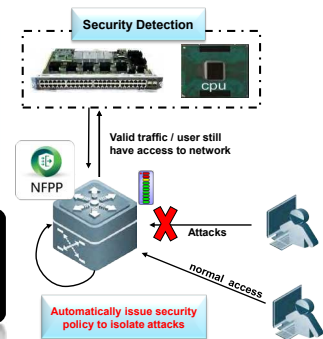 Security Detection
cpu
Valid traffic / user still
have access to network
NFPP
Attacks
normal access
Automatically issue security
policy to isolate attacks